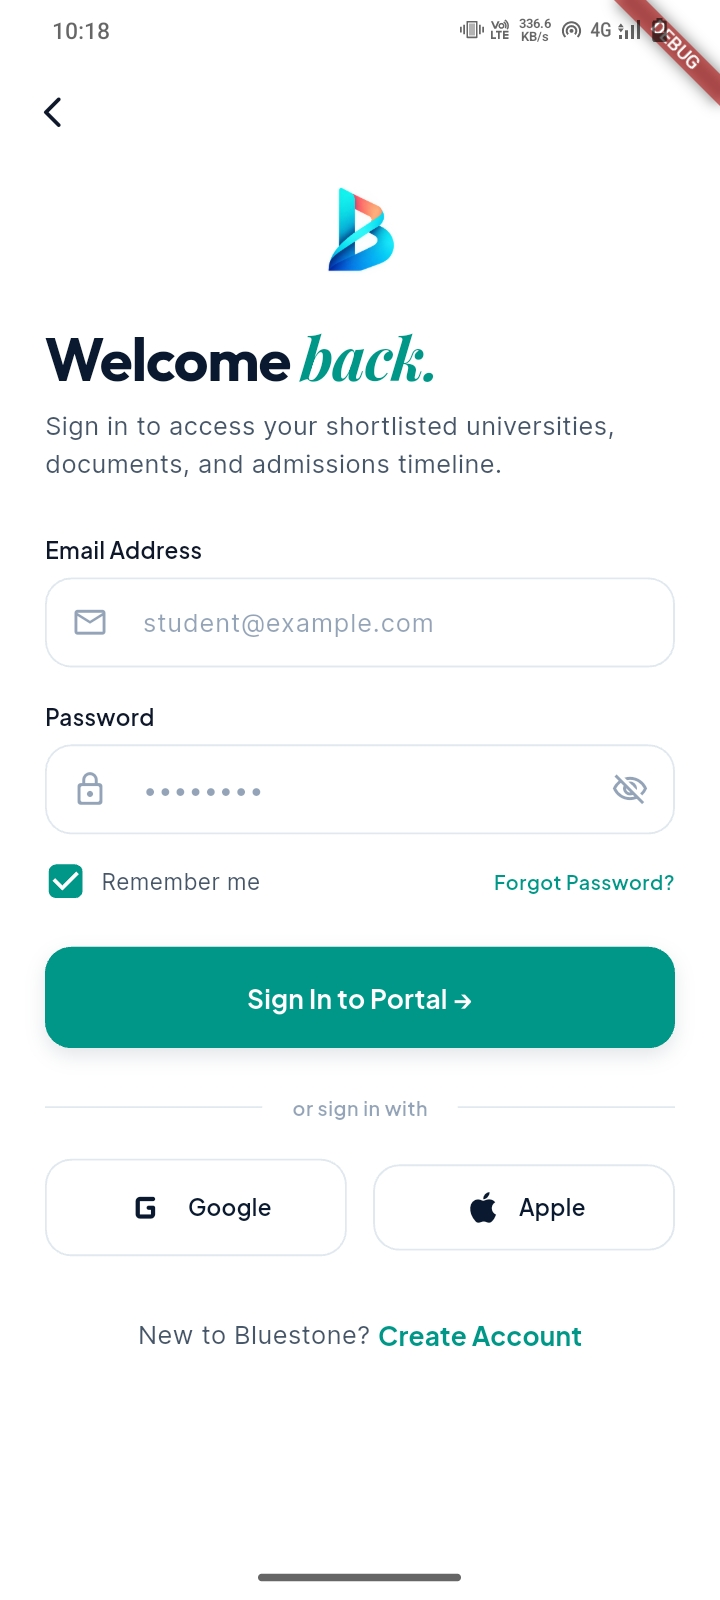 10:18
Vo) LTE
336.6 KB/s
4G
DEBUG
Welcome back.
Sign in to access your shortlisted universities,
documents, and admissions timeline.
Email Address
student@example.com
Password
••••••••
Remember me
Forgot Password?
Sign In to Portal →
or sign in with
G Google
Apple
New to Bluestone? Create Account